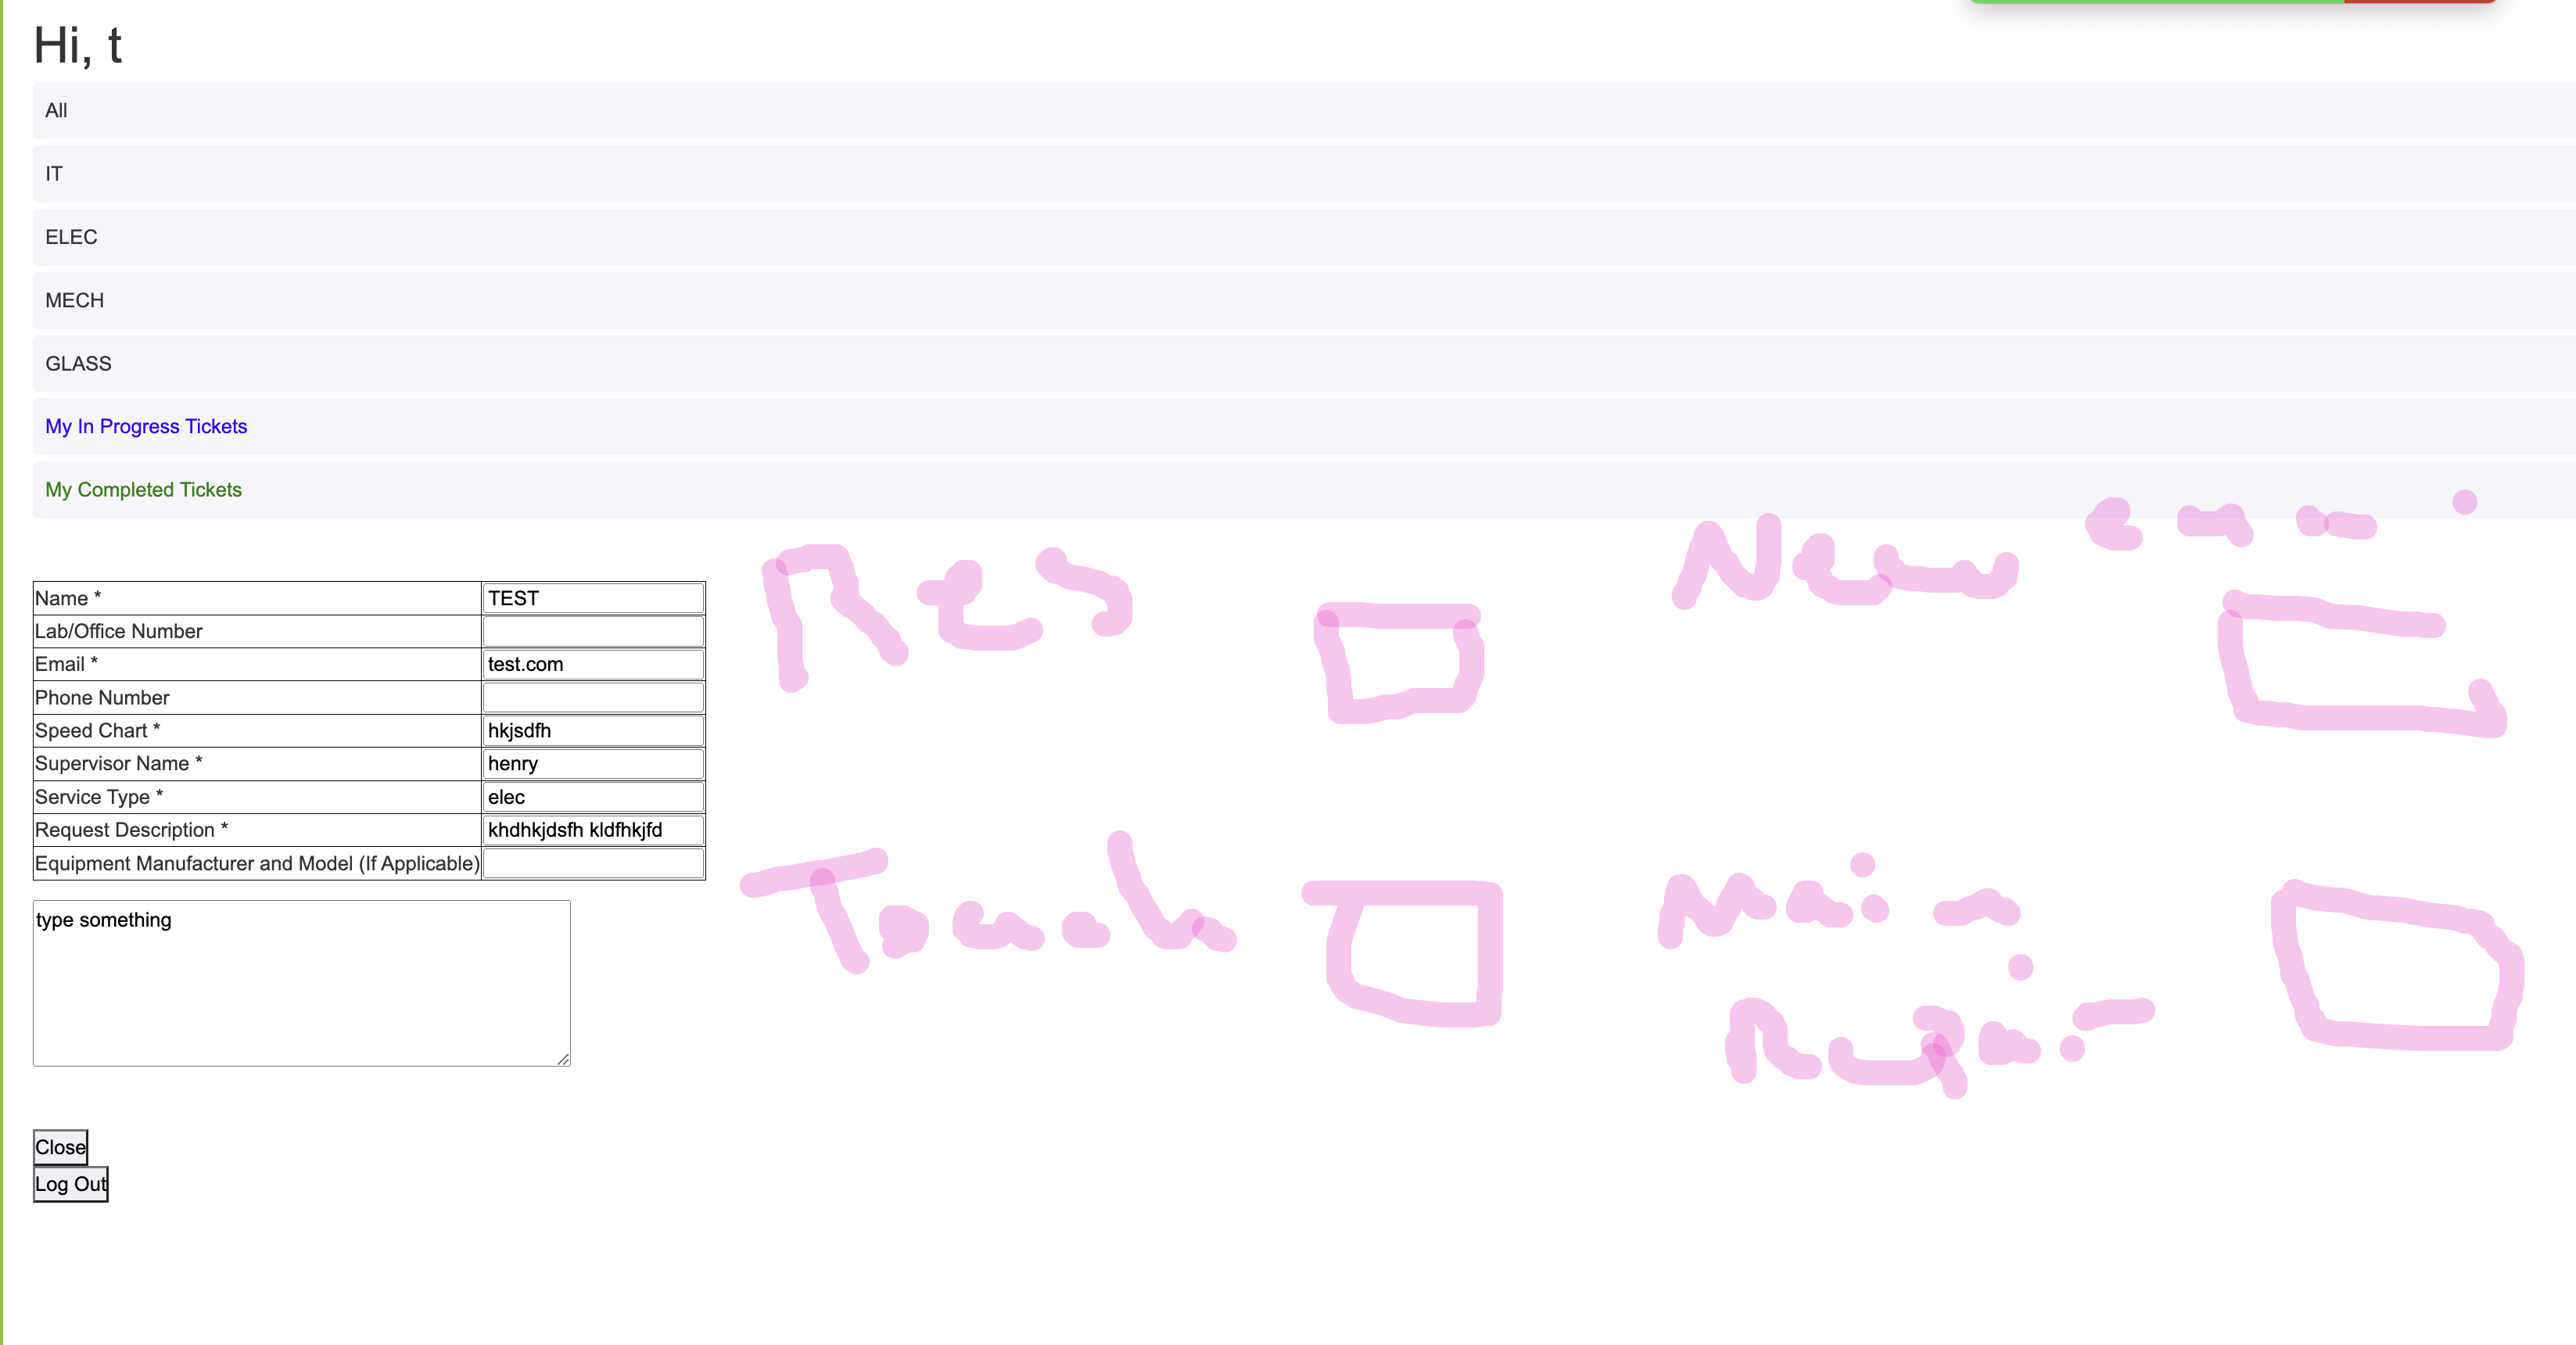 Hi, t
All
IT
ELEC
MECH
GLASS
My In Progress Tickets
My Completed Tickets
Name * TEST
Lab/Office Number
Email * test.com
Phone Number
Speed Chart * hkjsdfh
Supervisor Name * henry
Service Type * elec
Request Description * khdhkjdsfh kldfhkjfd
Equipment Manufacturer and Model (If Applicable)
type something
Close
Log Out
Res
New